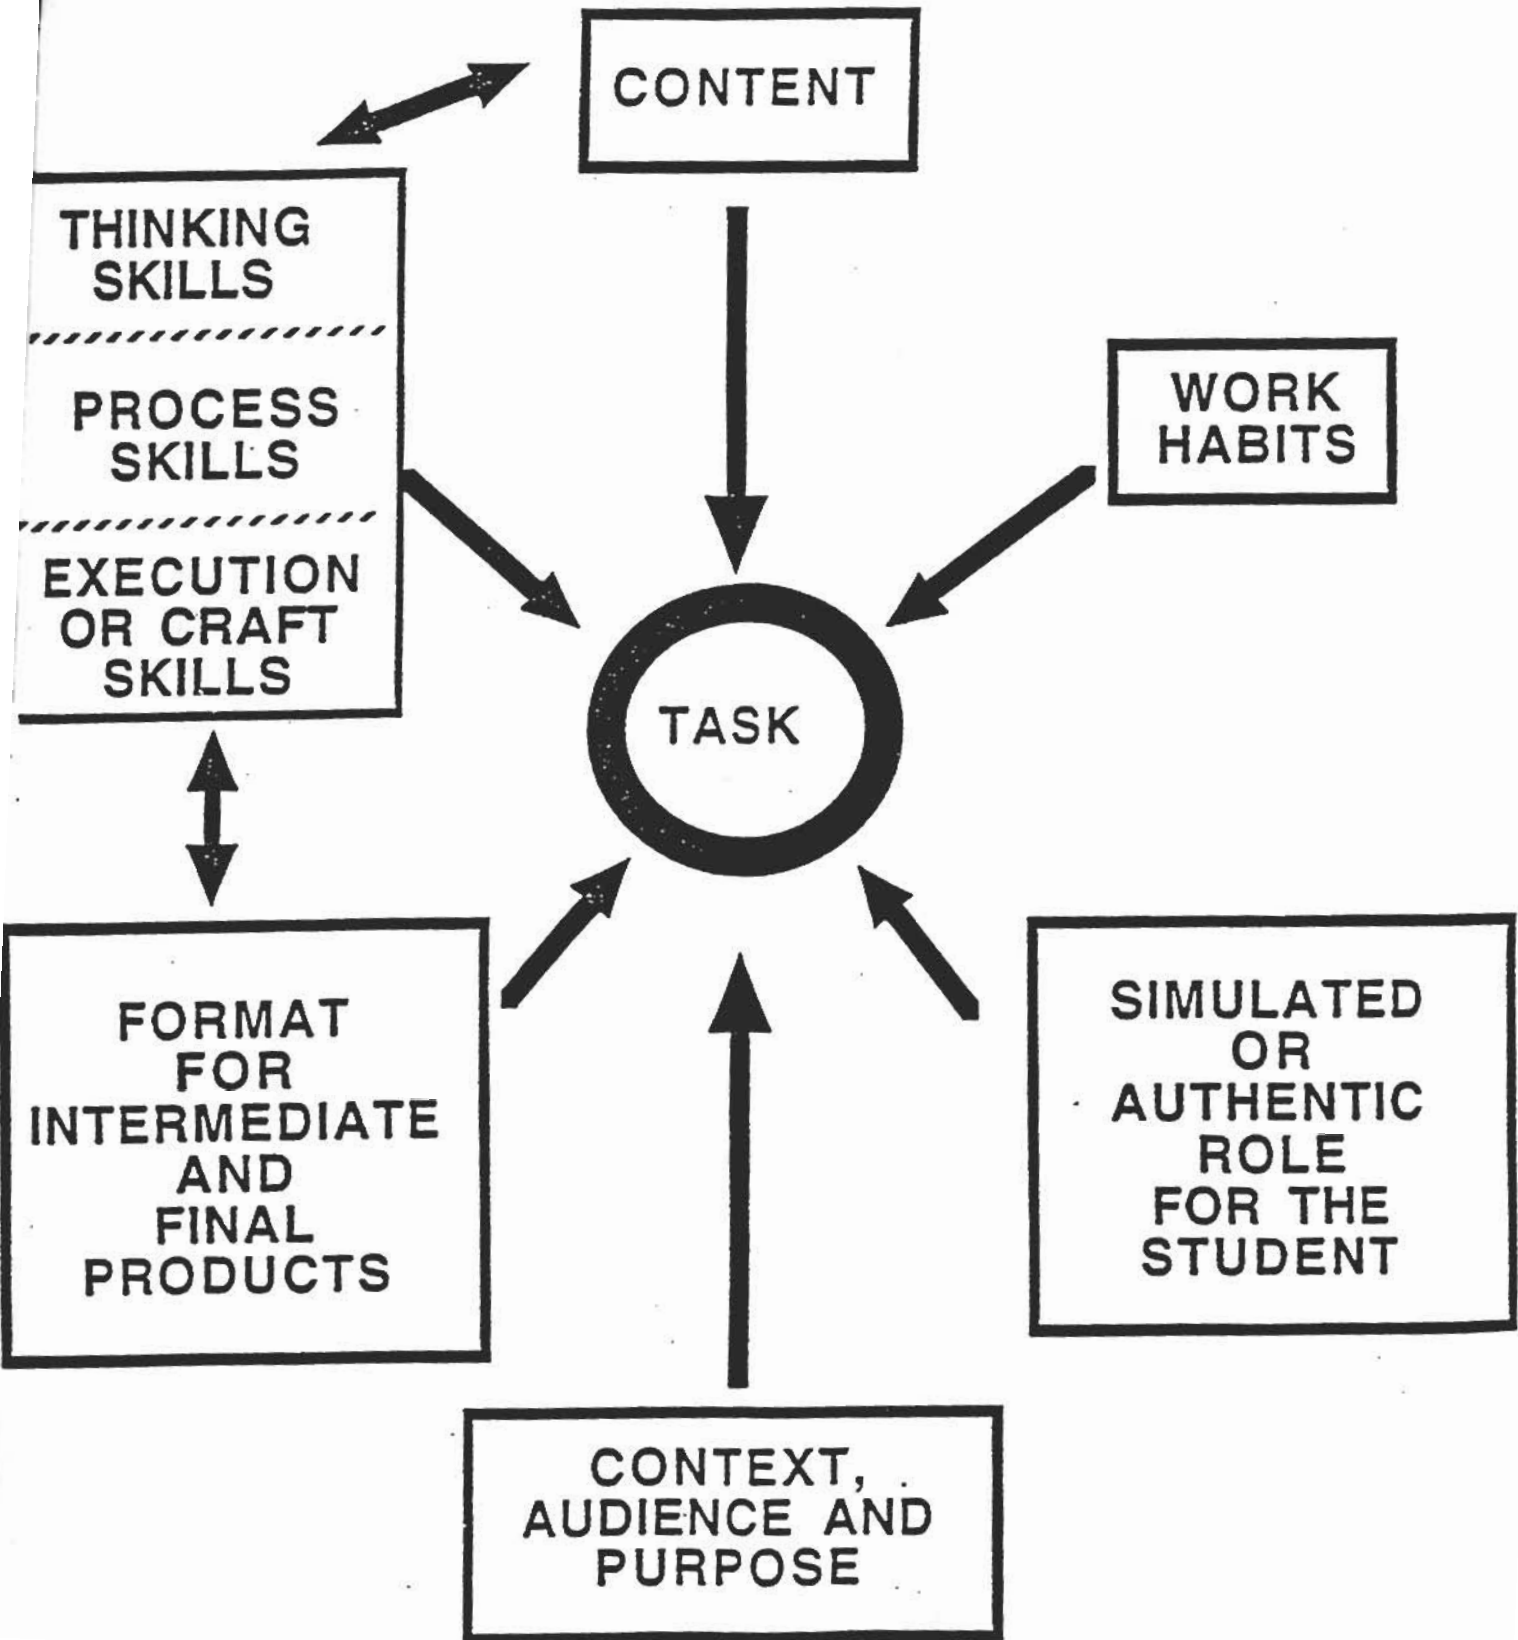 CONTENT
THINKING
SKILLS
PROCESS
SKILLS
EXECUTION
OR CRAFT
SKILLS
WORK
HABITS
TASK
FORMAT
FOR
INTERMEDIATE
AND
FINAL
PRODUCTS
SIMULATED
OR
AUTHENTIC
ROLE
FOR THE
STUDENT
CONTEXT,
AUDIENCE AND
PURPOSE